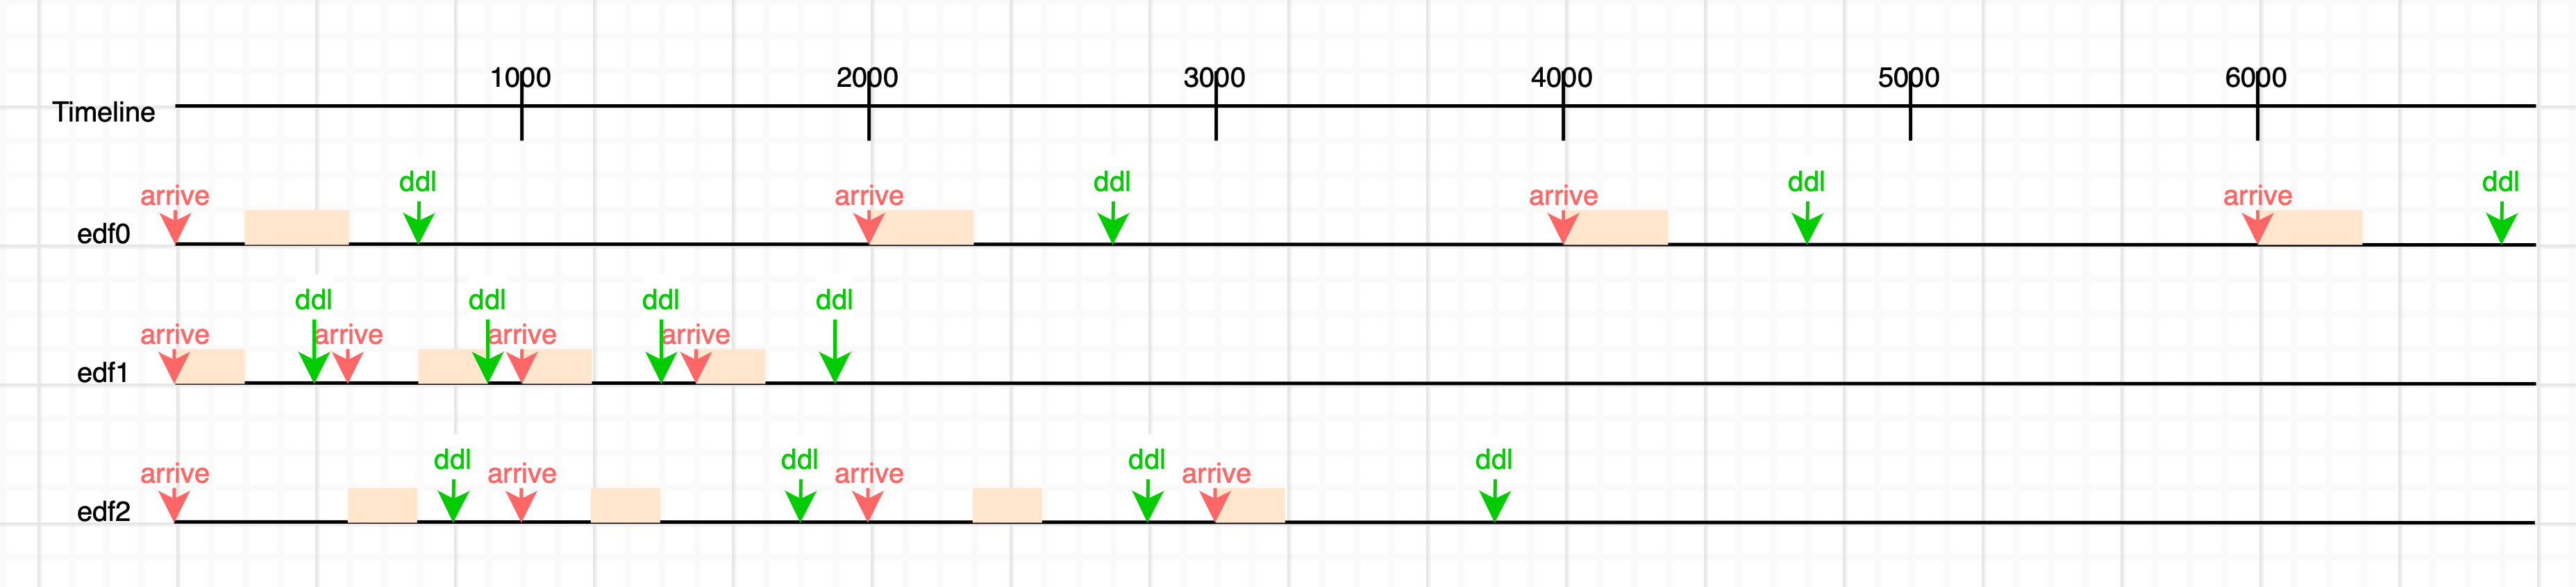 1000 2000 3000 4000 5000 6000
Timeline
ddl ddl ddl ddl
arrive arrive arrive arrive
edf0
ddl ddl ddl ddl
arrive arrive arrive arrive
edf1
ddl ddl ddl ddl
arrive arrive arrive arrive
edf2